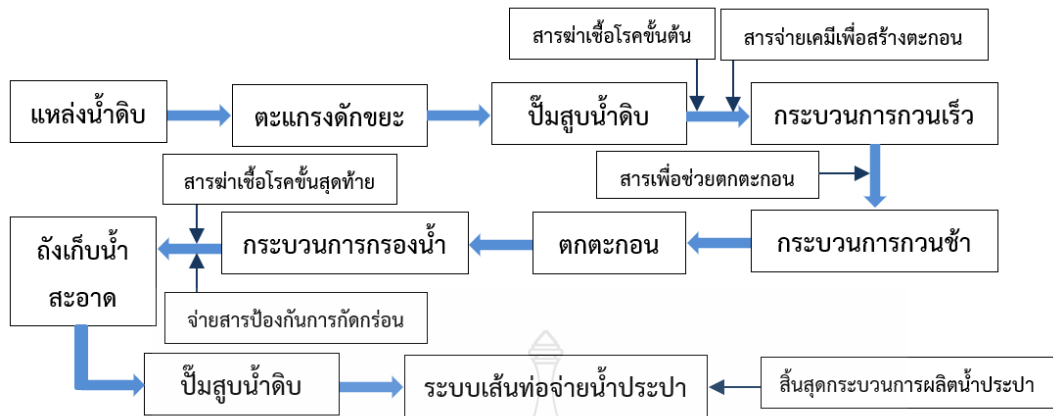 สารฆ่าเชื้อโรคขั้นต้น
สารจ่ายเคมีเพื่อสร้างตะกอน
แหล่งน้ำดิบ
ตะแกรงดักขยะ
ปั๊มสูบน้ำดิบ
กระบวนการกวนเร็ว
สารฆ่าเชื้อโรคขั้นสุดท้าย
สารเพื่อช่วยตกตะกอน
ถังเก็บน้ำ
สะอาด
กระบวนการกรองน้ำ
ตกตะกอน
กระบวนการกวนช้า
จ่ายสารป้องกันการกัดกร่อน
ปั๊มสูบน้ำดิบ
ระบบเส้นท่อจ่ายน้ำประปา
สิ้นสุดกระบวนการผลิตน้ำประปา